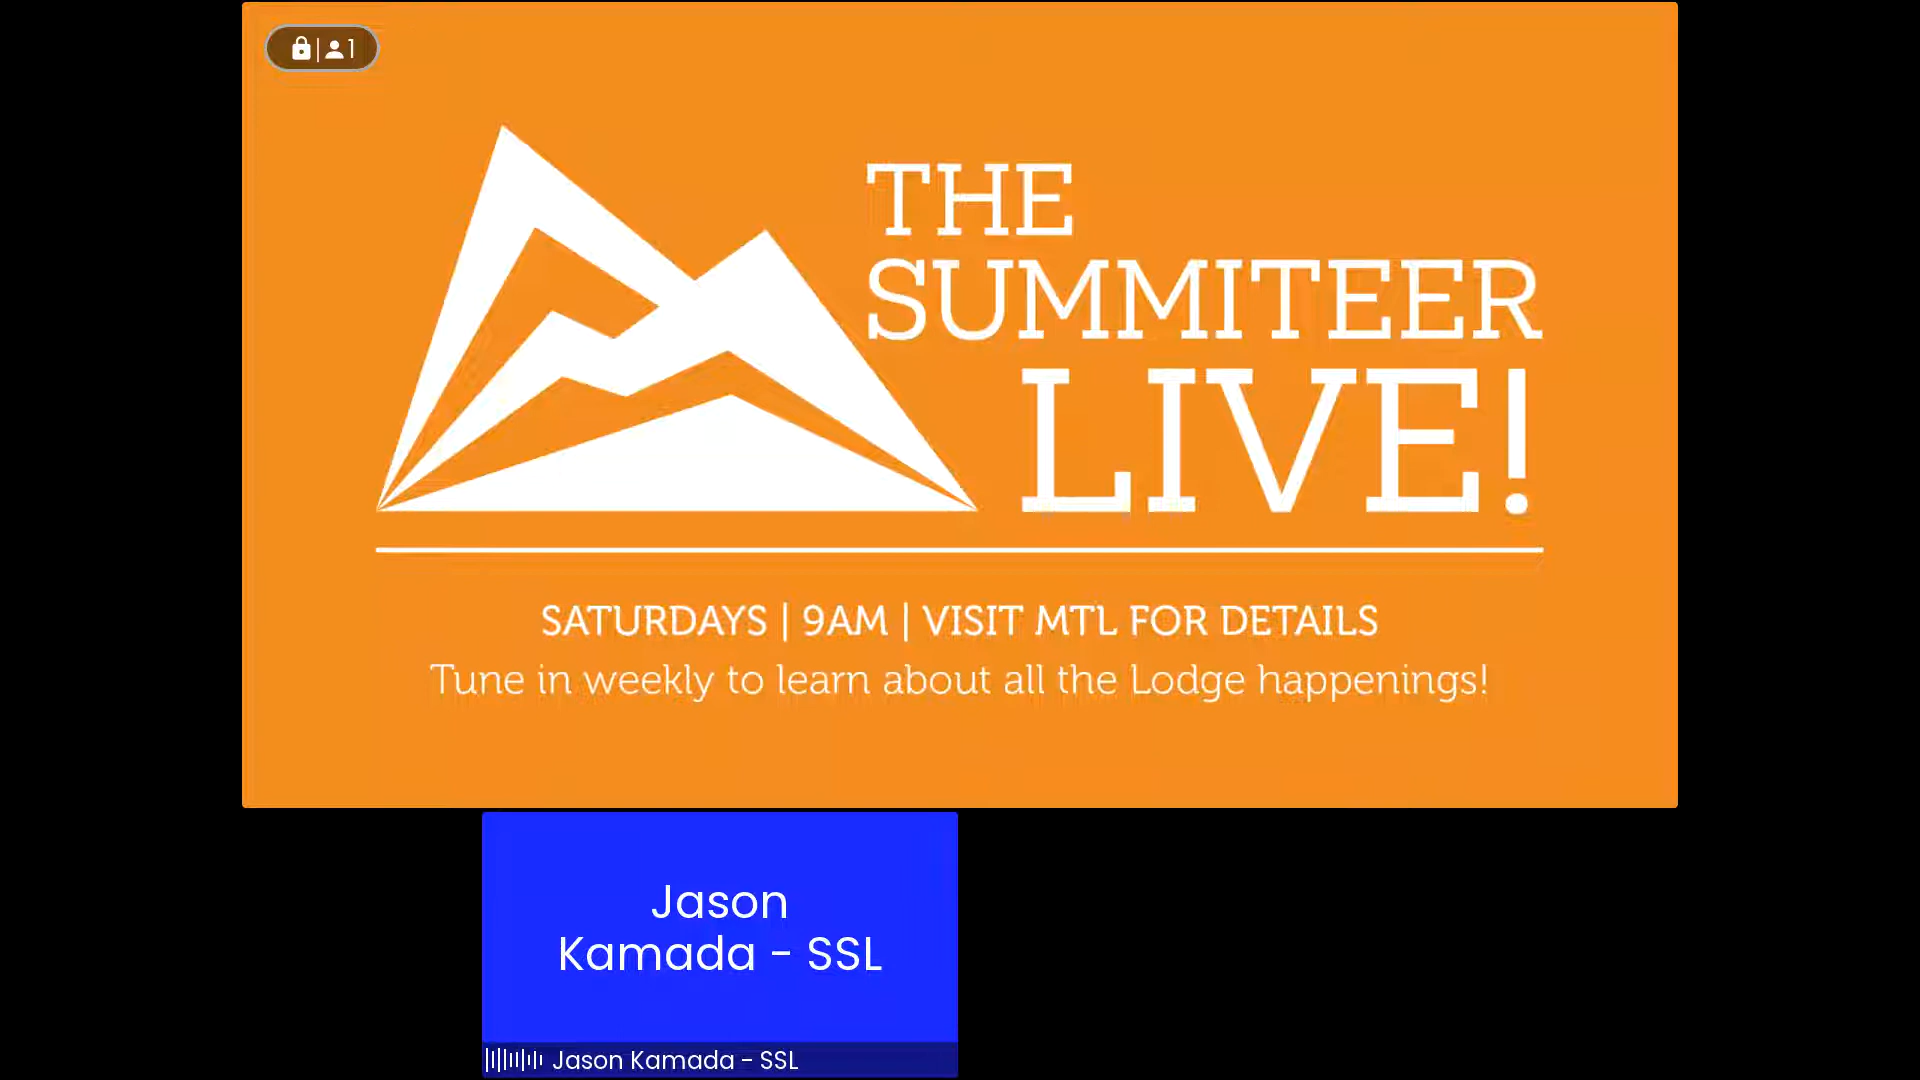 1
THE
SUMMITEER
LIVE!
SATURDAYS | 9AM | VISIT MTL FOR DETAILS
Tune in weekly to learn about all the Lodge happenings!
Jason
Kamada - SSL
Jason Kamada - SSL